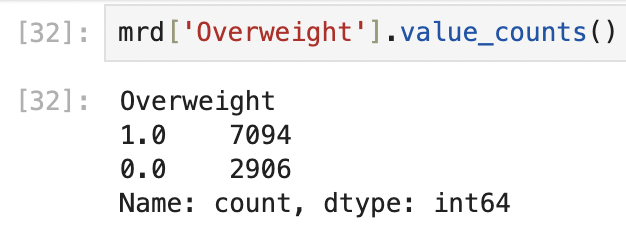 [32]: mrd['Overweight'].value_counts()
[32]: Overweight
1.0    7094
0.0    2906
Name: count, dtype: int64